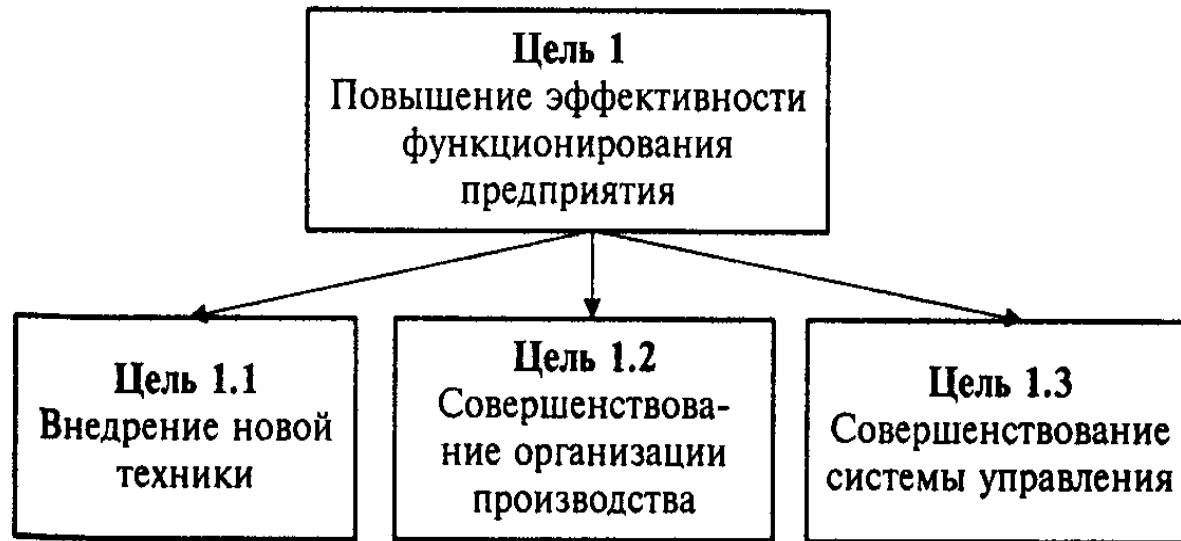 Цель 1
Повышение эффективности
функционирования
предприятия
Цель 1.1
Внедрение новой
техники
Цель 1.2
Совершенствова-
ние организации
производства
Цель 1.3
Совершенствование
системы управления